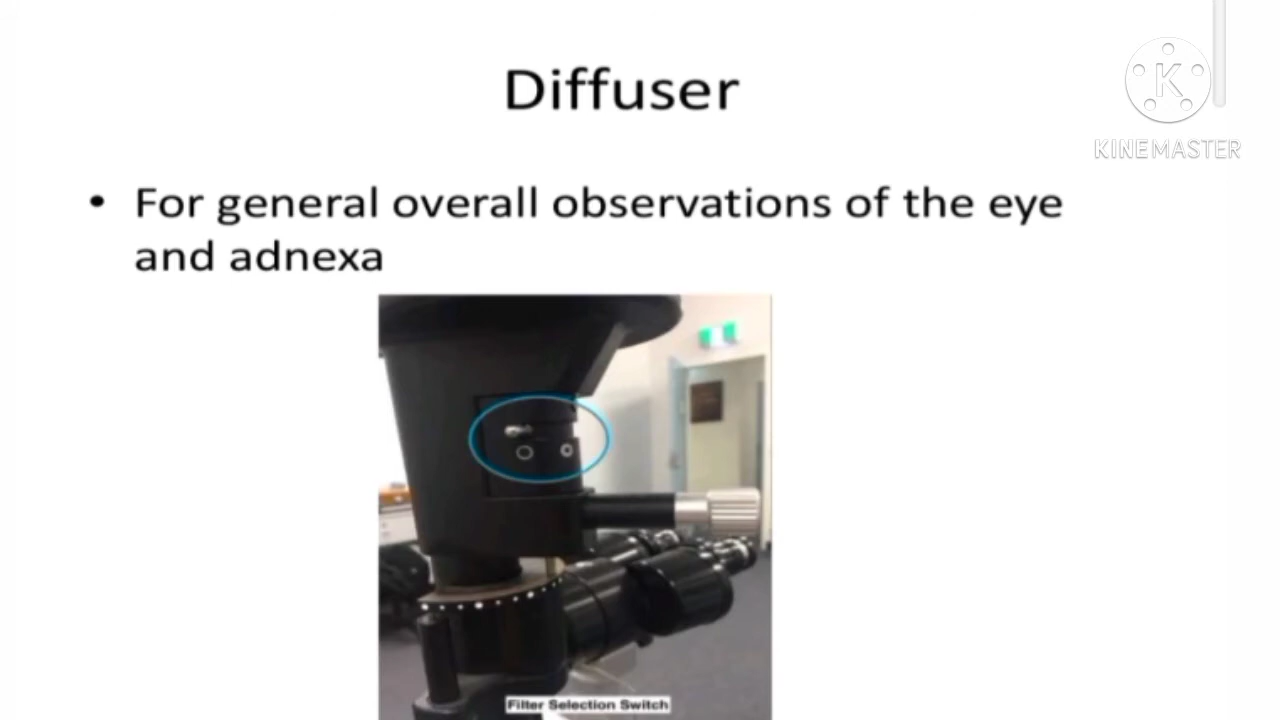 Diffuser
K
KINEMASTER
• For general overall observations of the eye
and adnexa
Filter Selection Switch